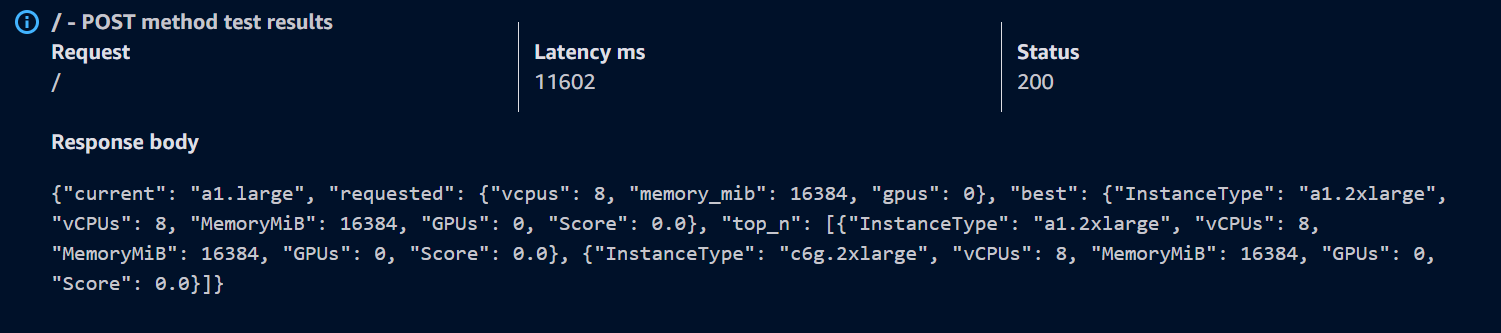 / - POST method test results
Request
/
Latency ms
11602
Status
200
Response body
{"current": "a1.large", "requested": {"vcpus": 8, "memory_mib": 16384, "gpus": 0}, "best": {"InstanceType": "a1.2xlarge",
"vCPUs": 8, "MemoryMiB": 16384, "GPUs": 0, "Score": 0.0}, "top_n": [{"InstanceType": "a1.2xlarge", "vCPUs": 8,
"MemoryMiB": 16384, "GPUs": 0, "Score": 0.0}, {"InstanceType": "c6g.2xlarge", "vCPUs": 8, "MemoryMiB": 16384, "GPUs": 0,
"Score": 0.0}]}